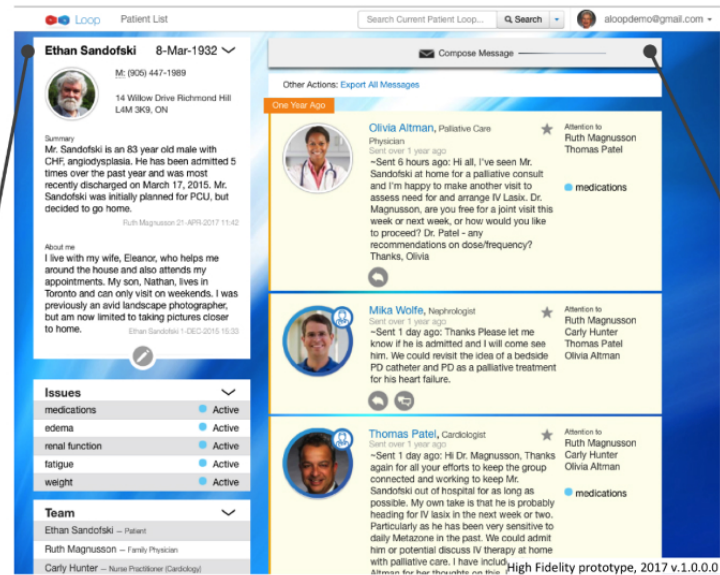 Loop
Patient List
Search Current Patient Loop...
Search
aloopdemo@gmail.com
Ethan Sandofski
8-Mar-1932
M: (905) 447-1989
14 Willow Drive Richmond Hill
L4M 3K9, ON
Summary
Mr. Sandofski is an 83 year old male with
CHF, angiodysplasia. He has been admitted 5
times over the past year and was most
recently discharged on March 17, 2015. Mr.
Sandofski was initially planned for PCU, but
decided to go home.
Ruth Magnusson 21-APR-2017 11:42
About me
I live with my wife, Eleanor, who helps me
around the house and also attends my
appointments. My son, Nathan, lives in
Toronto and can only visit on weekends. I was
previously an avid landscape photographer,
but am now limited to taking pictures closer
to home.
Ethan Sandofski 1-DEC-2015 15:33
Issues
medications Active
edema Active
renal function Active
fatigue Active
weight Active
Team
Ethan Sandofski – Patient
Ruth Magnusson – Family Physician
Carly Hunter – Nurse Practitioner (Cardiology)
Compose Message
Other Actions: Export All Messages
One Year Ago
Olivia Altman, Palliative Care
Physician
Sent over 1 year ago
~Sent 6 hours ago: Hi all, I've seen Mr.
Sandofski at home for a palliative consult
and I'm happy to make another visit to
assess need for and arrange IV Lasix. Dr.
Magnusson, are you free for a joint visit this
week or next week, or how would you like
to proceed? Dr. Patel - any
recommendations on dose/frequency?
Thanks, Olivia
Attention to
Ruth Magnusson
Thomas Patel
medications
Mika Wolfe, Nephrologist
Sent over 1 year ago
~Sent 1 day ago: Thanks Please let me
know if he is admitted and I will come see
him. We could revisit the idea of a bedside
PD catheter and PD as a palliative treatment
for his heart failure.
Attention to
Ruth Magnusson
Carly Hunter
Thomas Patel
Olivia Altman
Thomas Patel, Cardiologist
Sent over 1 year ago
~Sent 1 day ago: Hi Dr. Magnusson, Thanks
again for all your efforts to keep the group
connected and working to keep Mr.
Sandofski out of hospital for as long as
possible. My own take is that he is probably
heading for IV lasix in the next week or two.
Particularly as he has been very sensitive to
daily Metazone in the past. We could admit
him or potential discuss IV therapy at home
with palliative care. I have includ
Altman for her thoughts on this.
Attention to
Ruth Magnusson
Carly Hunter
Olivia Altman
medications
High Fidelity prototype, 2017 v.1.0.0.0